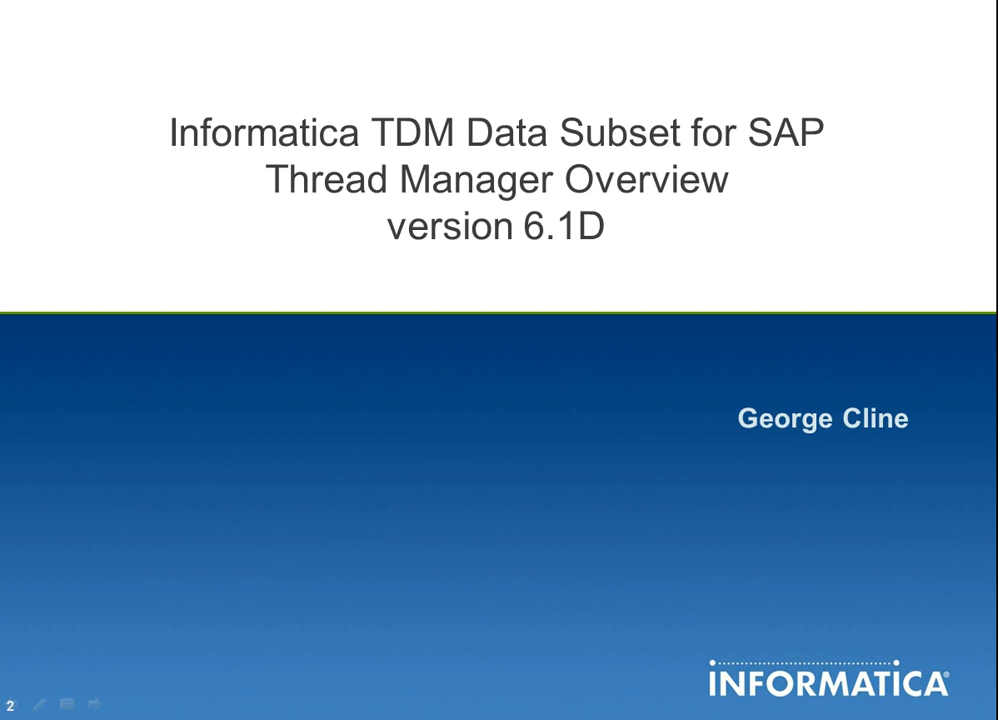 Informatica TDM Data Subset for SAP
Thread Manager Overview
version 6.1D
George Cline
INFORMATICA®
2